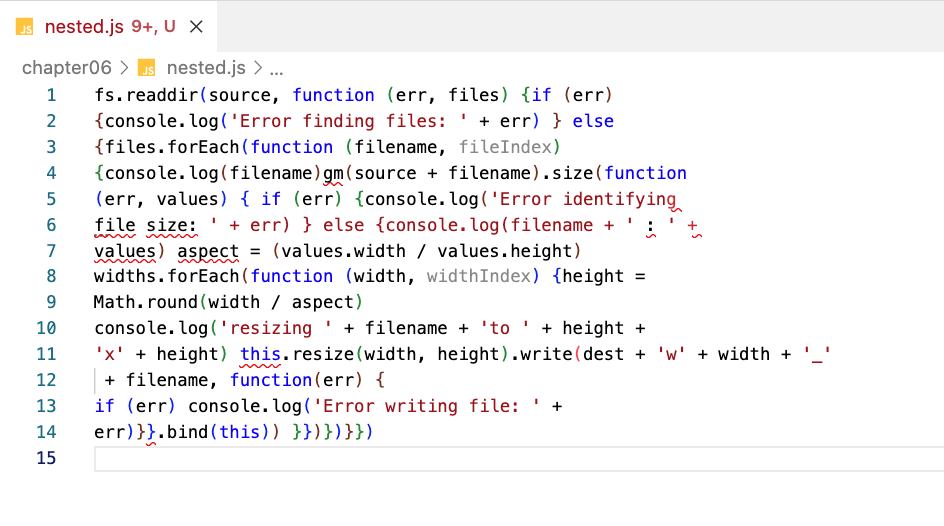 JS nested.js 9+, U ×
chapter06 > JS nested.js > ...
1 fs.readdir(source, function (err, files) {if (err)
2 {console.log('Error finding files: ' + err) } else
3 {files.forEach(function (filename, fileIndex)
4 {console.log(filename)gm(source + filename).size(function
5 (err, values) { if (err) {console.log('Error identifying
6 file size: ' + err) } else {console.log(filename + ' : ' +
7 values) aspect = (values.width / values.height)
8 widths.forEach(function (width, widthIndex) {height =
9 Math.round(width / aspect)
10 console.log('resizing ' + filename + 'to ' + height +
11 'x' + height) this.resize(width, height).write(dest + 'w' + width + '_'
12 + filename, function(err) {
13 if (err) console.log('Error writing file: ' +
14 err)}}.bind(this)) }})})}})
15